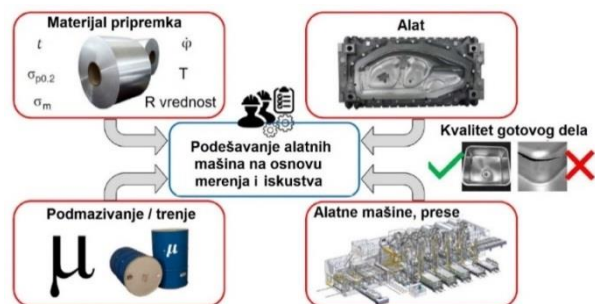 Materijal pripremka
t
φ̇
σp0.2
T
σm
R vrednost
Alat
Kvalitet gotovog dela
Podešavanje alatnih
mašina na osnovu
merenja i iskustva
Podmazivanje / trenje
μ
μ
Alatne mašine, prese